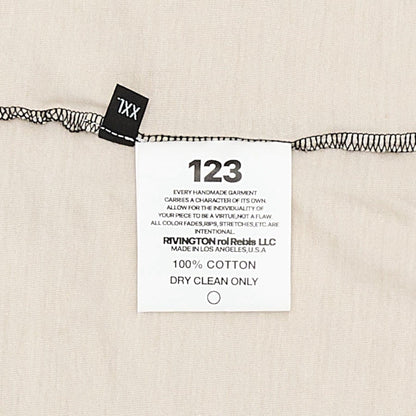 XXL
123
EVERY HANDMADE GARMENT
CARRIES A CHARACTER OF ITS OWN.
ALLOW FOR THE INDIVIDUALITY OF
YOUR PIECE TO BE A VIRTUE,NOT A FLAW.
ALL COLOR FADES,RIPS, STRETCHES,ETC. ARE
INTENTIONAL.
RIVINGTON roi Rebis LLC
MADE IN LOS ANGELES,U.S.A
100% COTTON
DRY CLEAN ONLY